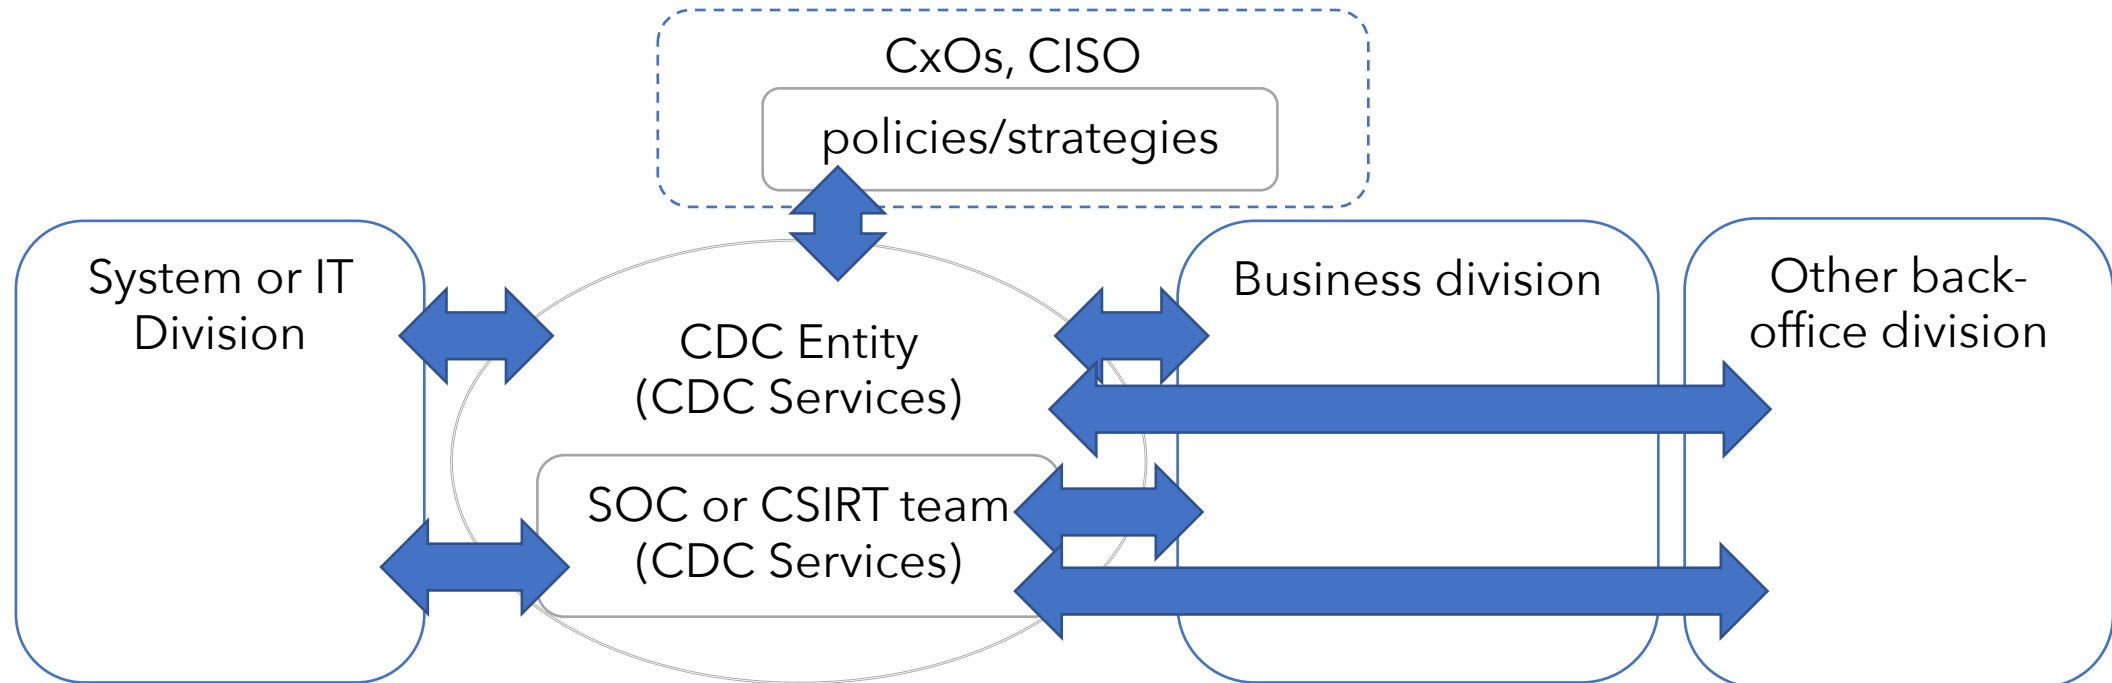 CxOs, CISO
policies/strategies
System or IT
Division
CDC Entity
(CDC Services)
SOC or CSIRT team
(CDC Services)
Business division
Other back-
office division